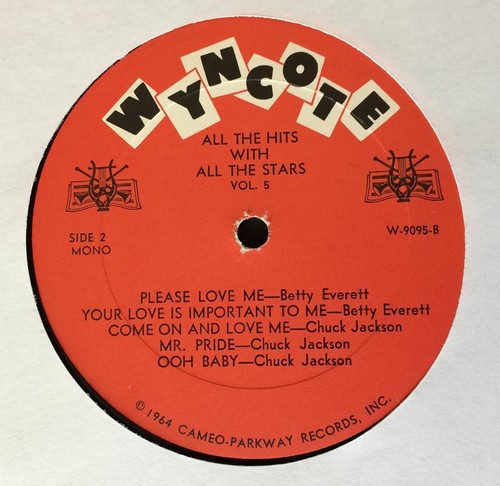 WYNCOTE
ALL THE HITS
WITH
ALL THE STARS
VOL. 5
SIDE 2
MONO
W-9095-B
PLEASE LOVE ME—Betty Everett
YOUR LOVE IS IMPORTANT TO ME—Betty Everett
COME ON AND LOVE ME—Chuck Jackson
MR. PRIDE—Chuck Jackson
OOH BABY—Chuck Jackson
© 1964 CAMEO-PARKWAY RECORDS, INC.